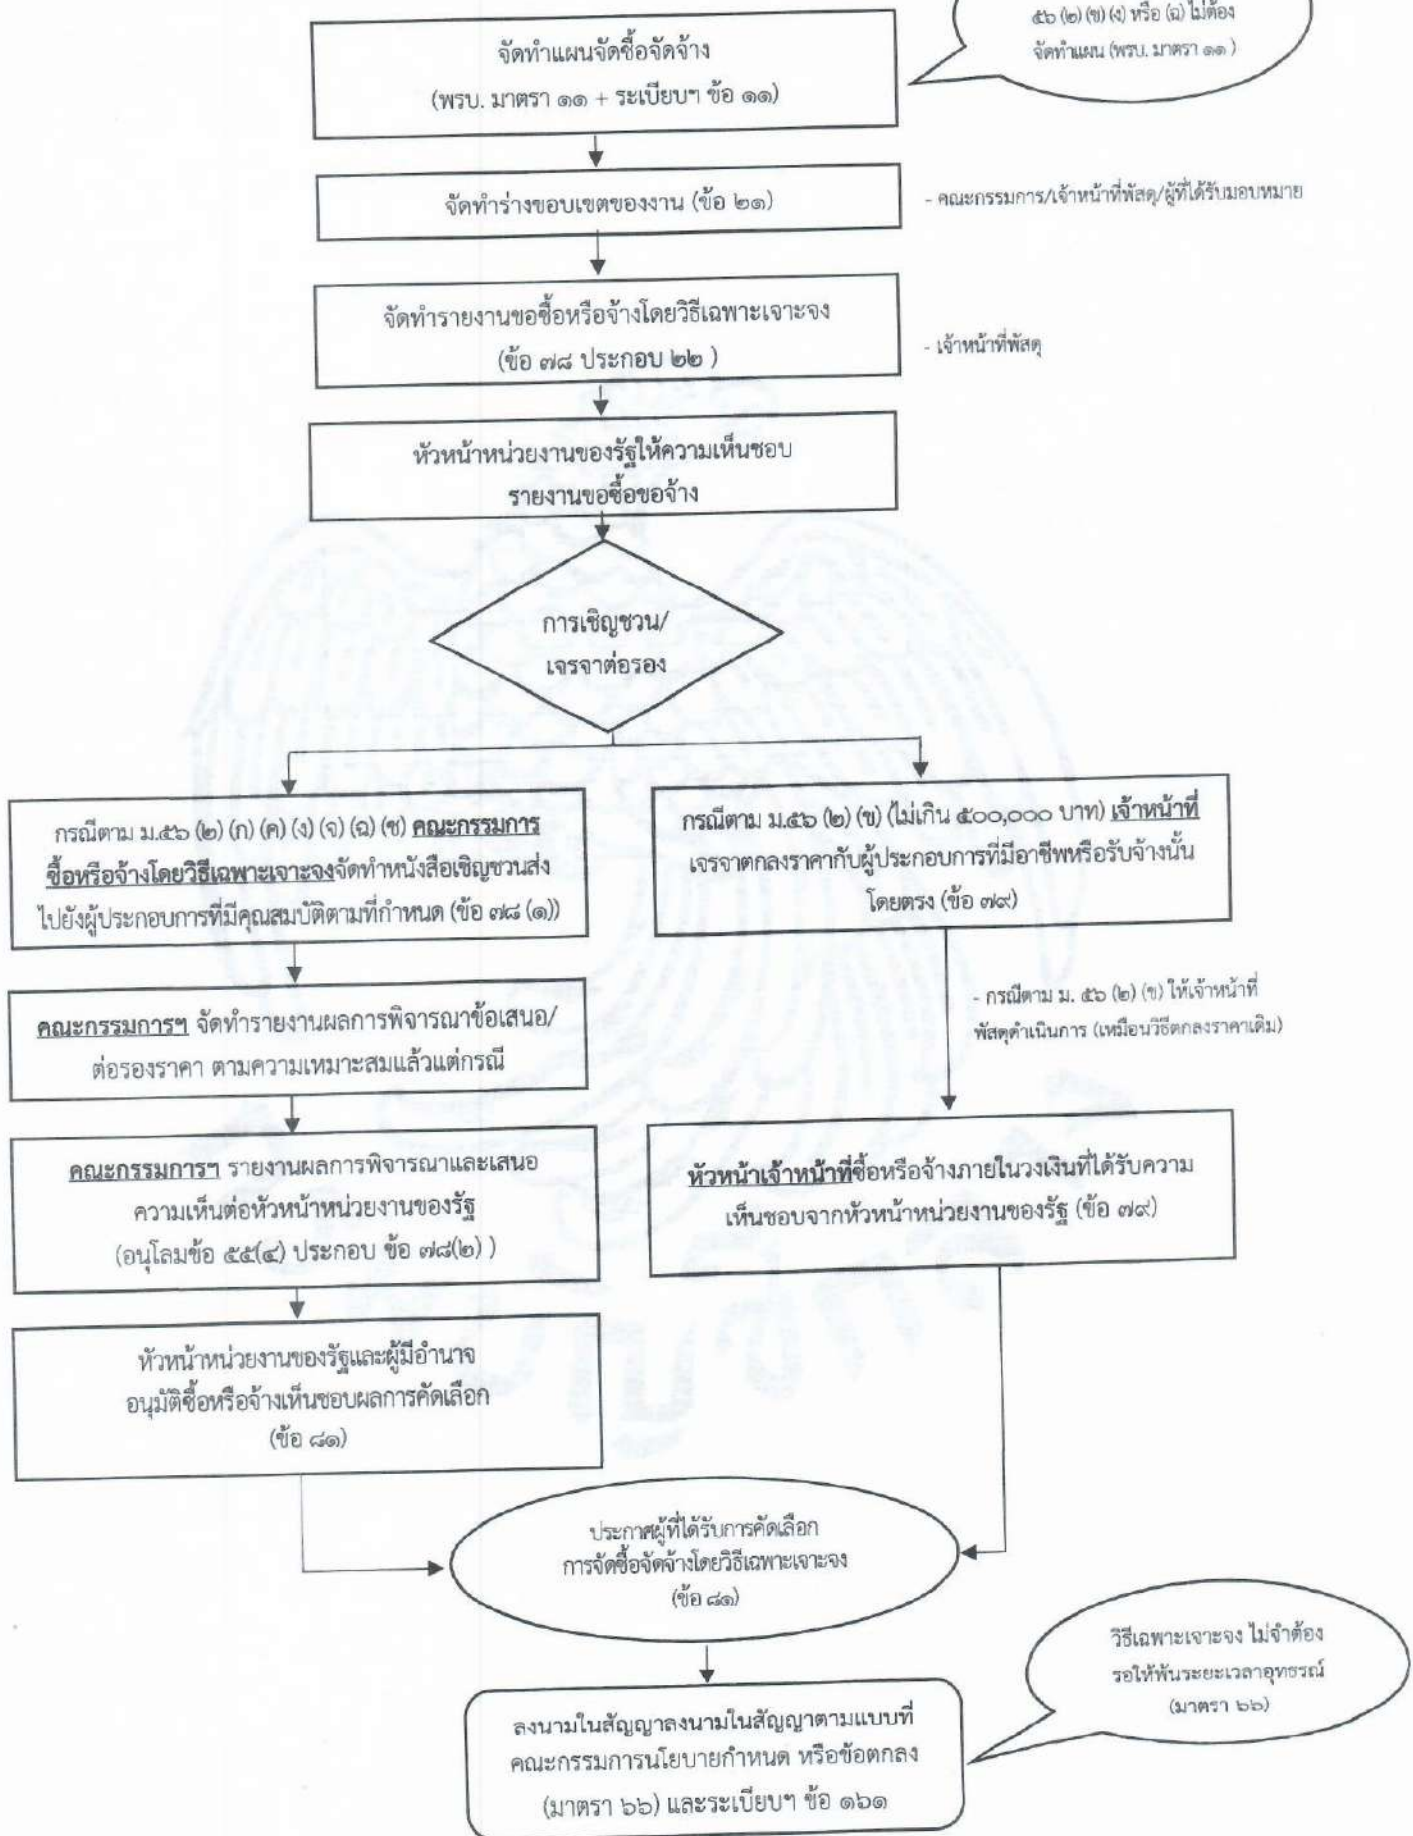 ๕๖ (๒) (ข) (ง) หรือ (ฉ) ไม่ต้อง
จัดทำแผน (พรบ. มาตรา ๑๑ )
จัดทำแผนจัดซื้อจัดจ้าง
(พรบ. มาตรา ๑๑ + ระเบียบฯ ข้อ ๑๑)
จัดทำร่างขอบเขตของงาน (ข้อ ๒๑)
- คณะกรรมการ/เจ้าหน้าที่พัสดุ/ผู้ที่ได้รับมอบหมาย
จัดทำรายงานขอซื้อหรือจ้างโดยวิธีเฉพาะเจาะจง
(ข้อ ๗๘ ประกอบ ๒๒ )
- เจ้าหน้าที่พัสดุ
หัวหน้าหน่วยงานของรัฐให้ความเห็นชอบ
รายงานขอซื้อขอจ้าง
การเชิญชวน/
เจรจาต่อรอง
กรณีตาม ม.๕๖ (๒) (ก) (ค) (ง) (จ) (ฉ) (ช) คณะกรรมการ
ซื้อหรือจ้างโดยวิธีเฉพาะเจาะจงจัดทำหนังสือเชิญชวนส่ง
ไปยังผู้ประกอบการที่มีคุณสมบัติตามที่กำหนด (ข้อ ๗๘ (๑))
กรณีตาม ม.๕๖ (๒) (ข) (ไม่เกิน ๕๐๐,๐๐๐ บาท) เจ้าหน้าที่
เจรจาตกลงราคากับผู้ประกอบการที่มีอาชีพหรือรับจ้างนั้น
โดยตรง (ข้อ ๗๙)
คณะกรรมการฯ จัดทำรายงานผลการพิจารณาข้อเสนอ/
ต่อรองราคา ตามความเหมาะสมแล้วแต่กรณี
- กรณีตาม ม. ๕๖ (๒) (ข) ให้เจ้าหน้าที่
พัสดุดำเนินการ (เหมือนวิธีตกลงราคาเดิม)
คณะกรรมการฯ รายงานผลการพิจารณาและเสนอ
ความเห็นต่อหัวหน้าหน่วยงานของรัฐ
(อนุโลมข้อ ๕๕(๔) ประกอบ ข้อ ๗๘(๒) )
หัวหน้าเจ้าหน้าที่ซื้อหรือจ้างภายในวงเงินที่ได้รับความ
เห็นชอบจากหัวหน้าหน่วยงานของรัฐ (ข้อ ๗๙)
หัวหน้าหน่วยงานของรัฐและผู้มีอำนาจ
อนุมัติซื้อหรือจ้างเห็นชอบผลการคัดเลือก
(ข้อ ๘๑)
ประกาศผู้ที่ได้รับการคัดเลือก
การจัดซื้อจัดจ้างโดยวิธีเฉพาะเจาะจง
(ข้อ ๘๑)
วิธีเฉพาะเจาะจง ไม่จำต้อง
รอให้พ้นระยะเวลาอุทธรณ์
(มาตรา ๖๖)
ลงนามในสัญญาลงนามในสัญญาตามแบบที่
คณะกรรมการนโยบายกำหนด หรือข้อตกลง
(มาตรา ๖๖) และระเบียบฯ ข้อ ๑๖๑